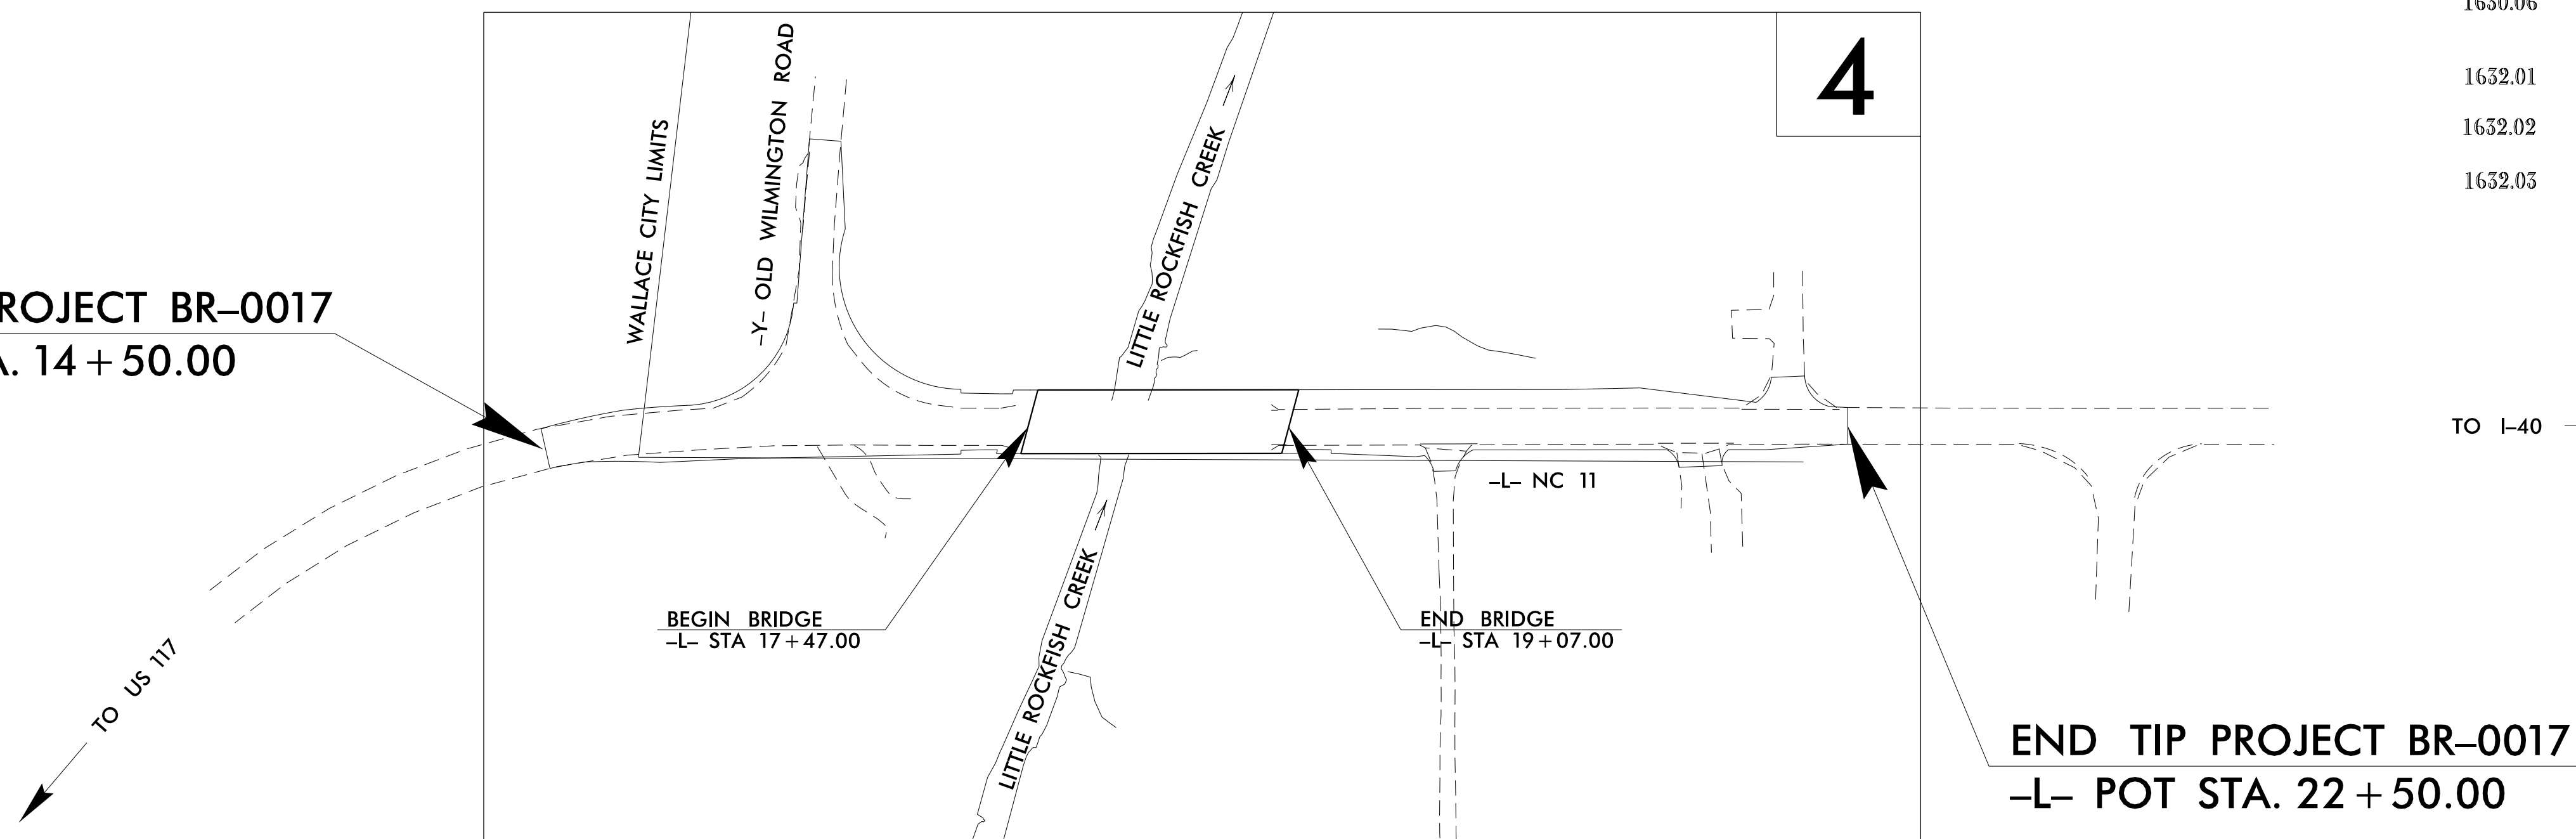 1630.06
4
1632.01
1632.02
1632.03
WALLACE CITY LIMITS
–Y– OLD WILMINGTON ROAD
LITTLE ROCKFISH CREEK
ROJECT BR–0017
A. 14+50.00
TO I–40
–L– NC 11
LITTLE ROCKFISH CREEK
BEGIN BRIDGE
–L– STA 17+47.00
END BRIDGE
–L– STA 19+07.00
TO US 117
END TIP PROJECT BR–0017
–L– POT STA. 22+50.00